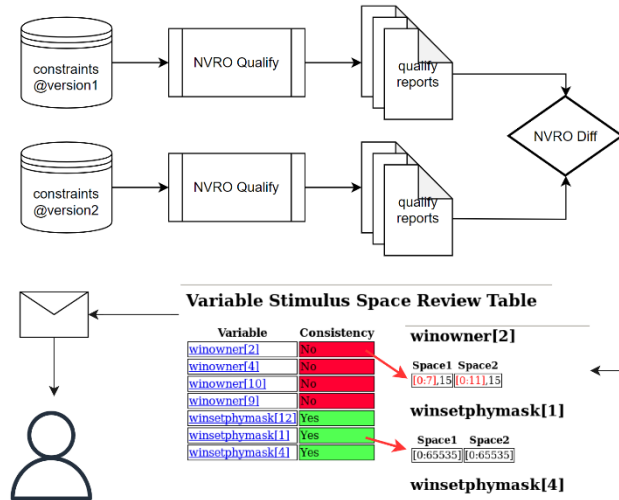 constraints
@version1
NVRO Qualify
qualify
reports
NVRO Diff
constraints
@version2
NVRO Qualify
qualify
reports
Variable Stimulus Space Review Table
Variable Consistency
winowner[2] No
winowner[4] No
winowner[10] No
winowner[9] No
winsetphymask[12] Yes
winsetphymask[1] Yes
winsetphymask[4] Yes
winowner[2]
Space1 Space2
[0:7],15 [0:11],15
winsetphymask[1]
Space1 Space2
[0:65535] [0:65535]
winsetphymask[4]